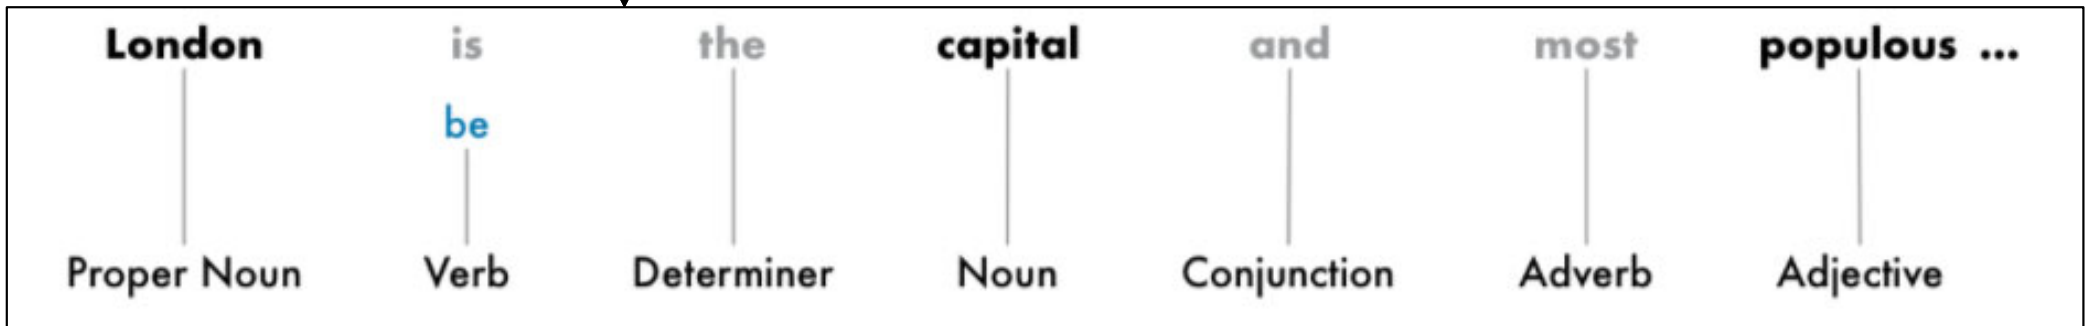 London is the capital and most populous ...
be
Proper Noun Verb Determiner Noun Conjunction Adverb Adjective